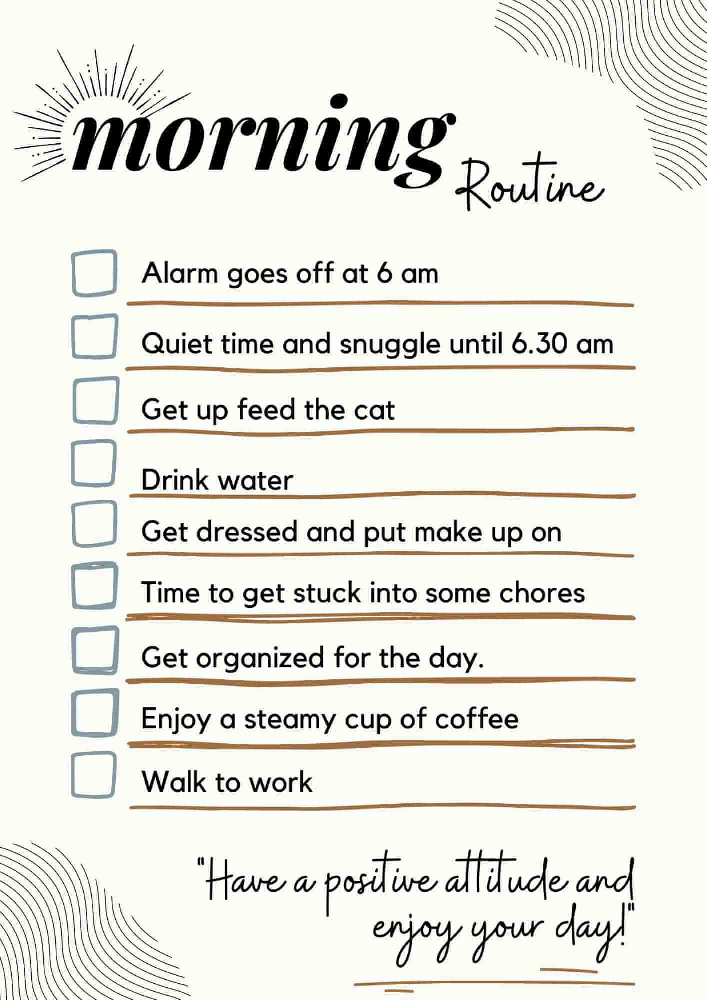 morning
Routine
Alarm goes off at 6 am
Quiet time and snuggle until 6.30 am
Get up feed the cat
Drink water
Get dressed and put make up on
Time to get stuck into some chores
Get organized for the day.
Enjoy a steamy cup of coffee
Walk to work
"Have a positive attitude and
enjoy your day!"